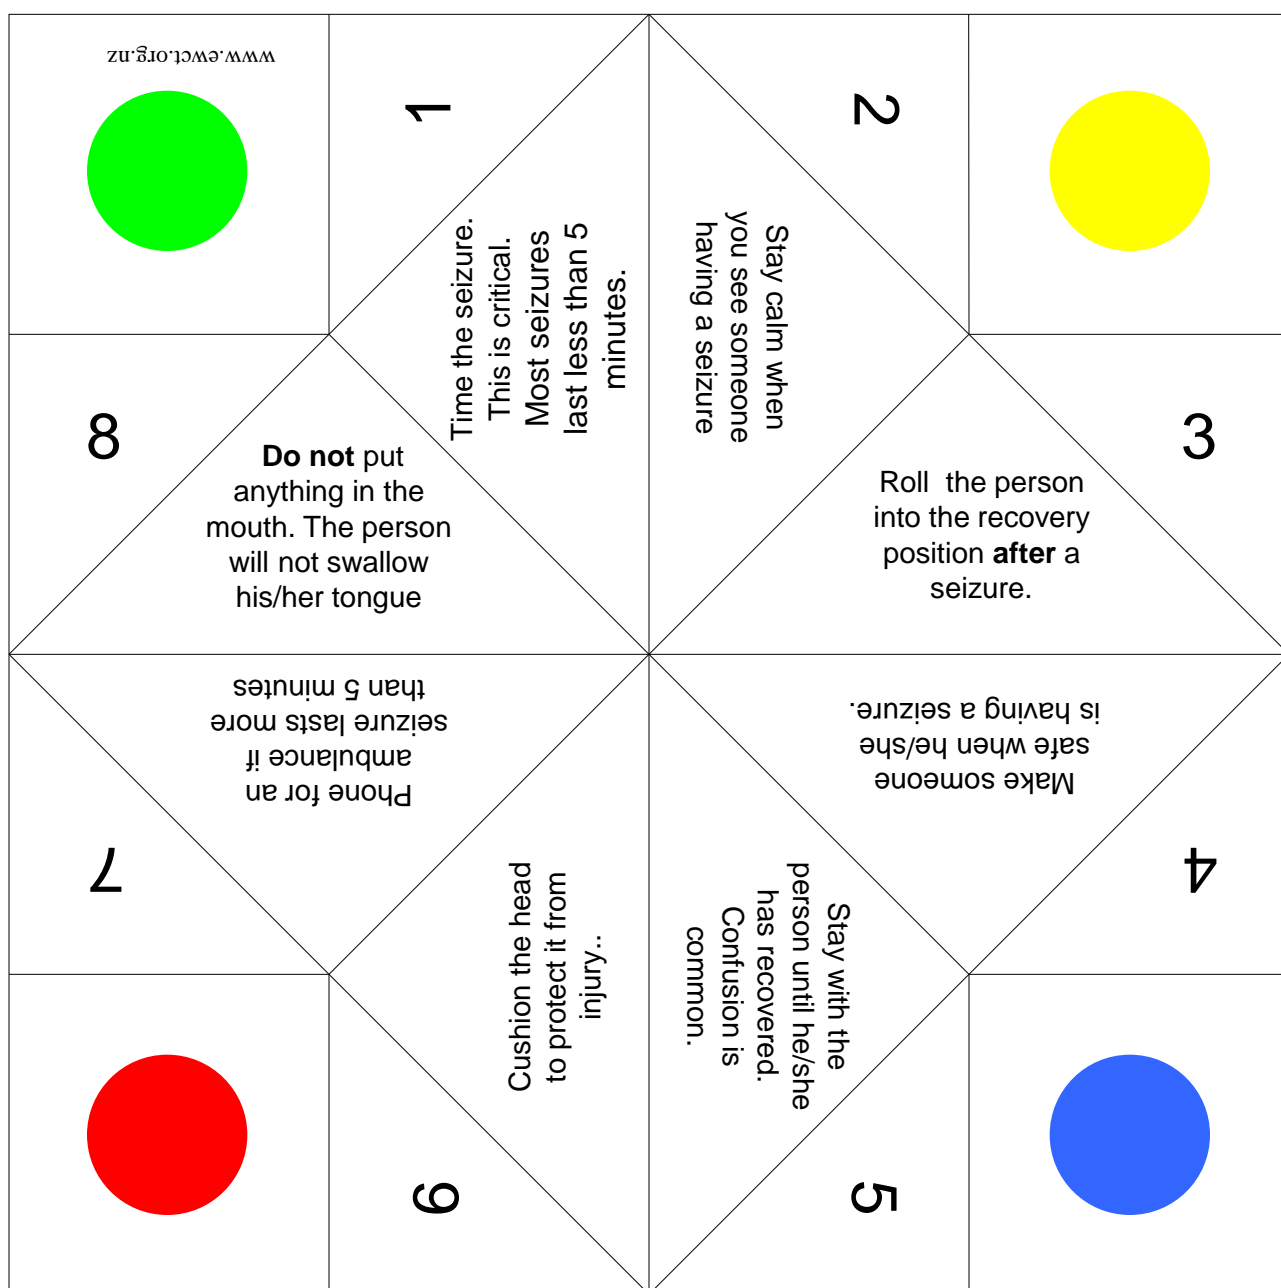 www.ewct.org.nz
1
2
Time the seizure.
This is critical.
Most seizures
last less than 5
minutes.
Stay calm when
you see someone
having a seizure
8
Do not put
anything in the
mouth. The person
will not swallow
his/her tongue
3
Roll  the person
into the recovery
position after a
seizure.
7
Phone for an
ambulance if
seizure lasts more
than 5 minutes
4
Make someone
safe when he/she
is having a seizure.
6
Cushion the head
to protect it from
injury..
5
Stay with the
person until he/she
has recovered.
Confusion is
common.